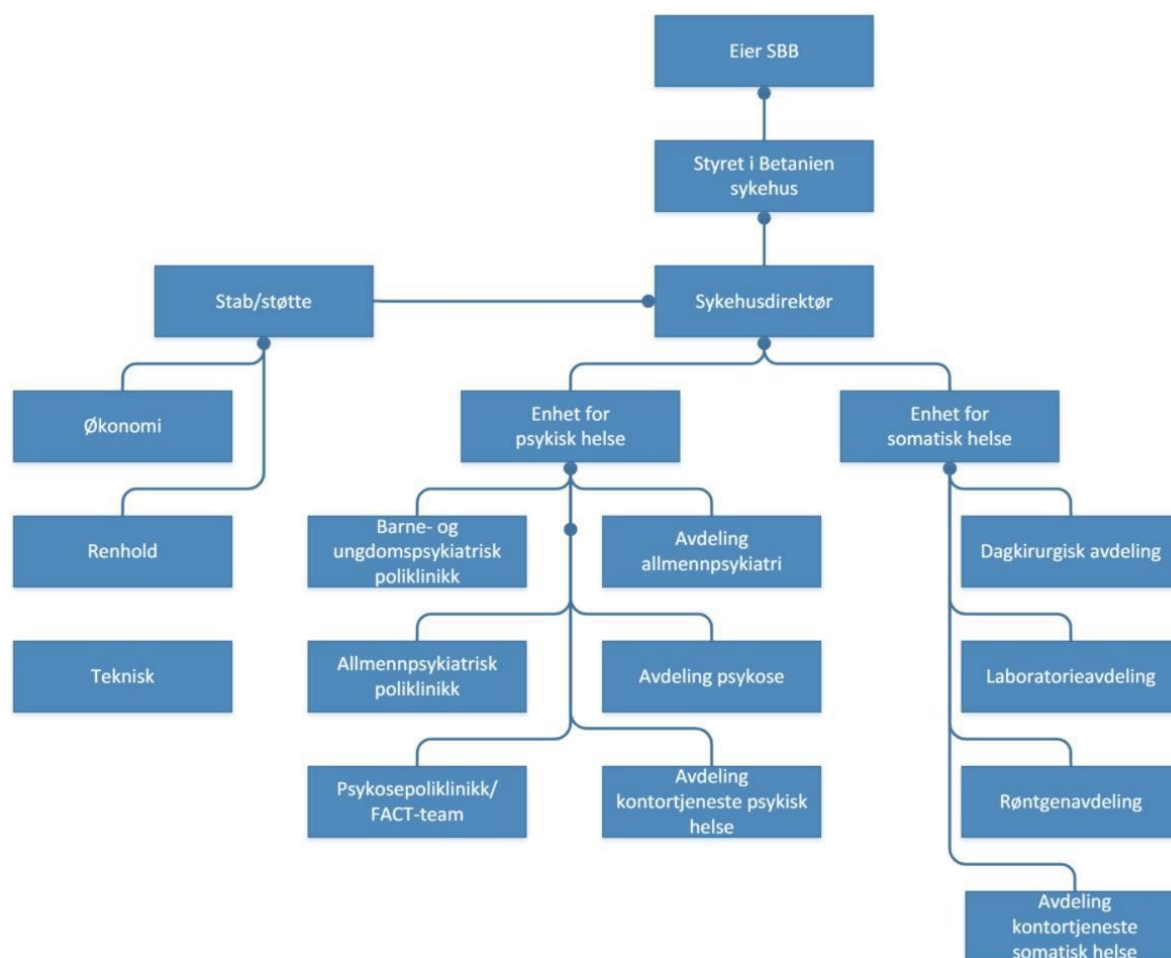 Eier SBB
Styret i Betanien
sykehus
Stab/støtte
Sykehusdirektør
Økonomi
Enhet for
psykisk helse
Enhet for
somatisk helse
Renhold
Barne- og
ungdomspsykiatrisk
poliklinikk
Avdeling
allmennpsykiatri
Dagkirurgisk avdeling
Teknisk
Allmennpsykiatrisk
poliklinikk
Avdeling psykose
Laboratorieavdeling
Psykosepoliklinikk/
FACT-team
Avdeling
kontortjeneste psykisk
helse
Røntgenavdeling
Avdeling
kontortjeneste
somatisk helse